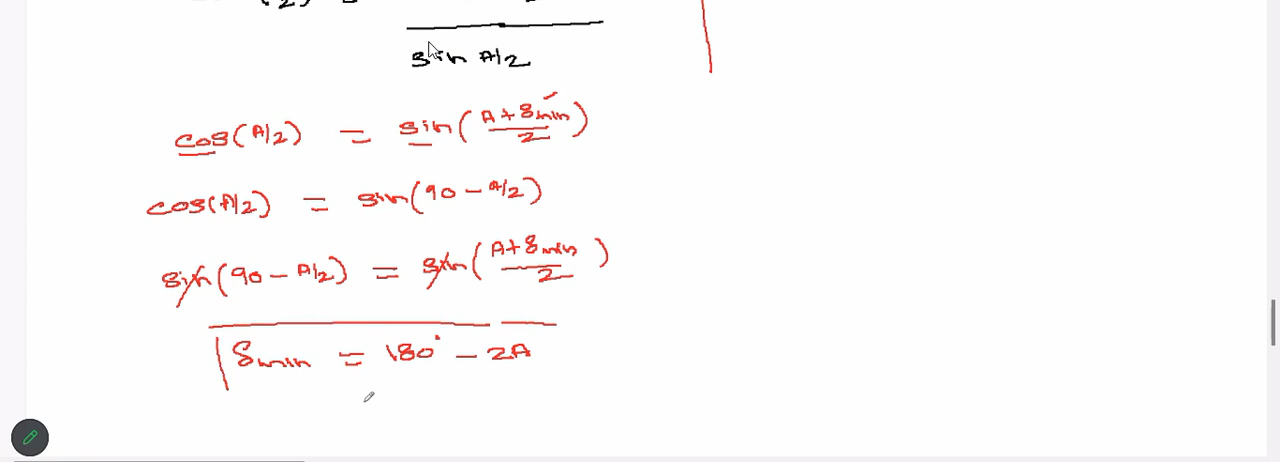 sin A/2
cos(A/2) = sin(A+δmin/2)
cos(A/2) = sin(90-A/2)
sin(90-A/2) = sin(A+δmin/2)
δmin = 180° - 2A